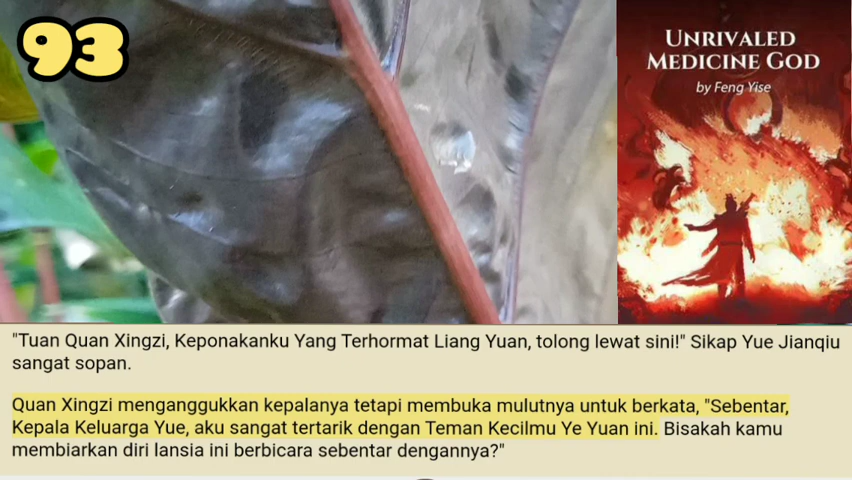 93
UNRIVALED
MEDICINE GOD
by Feng Yise
"Tuan Quan Xingzi, Keponakanku Yang Terhormat Liang Yuan, tolong lewat sini!" Sikap Yue Jianqiu
sangat sopan.
Quan Xingzi menganggukkan kepalanya tetapi membuka mulutnya untuk berkata, "Sebentar,
Kepala Keluarga Yue, aku sangat tertarik dengan Teman Kecilmu Ye Yuan ini. Bisakah kamu
membiarkan diri lansia ini berbicara sebentar dengannya?"